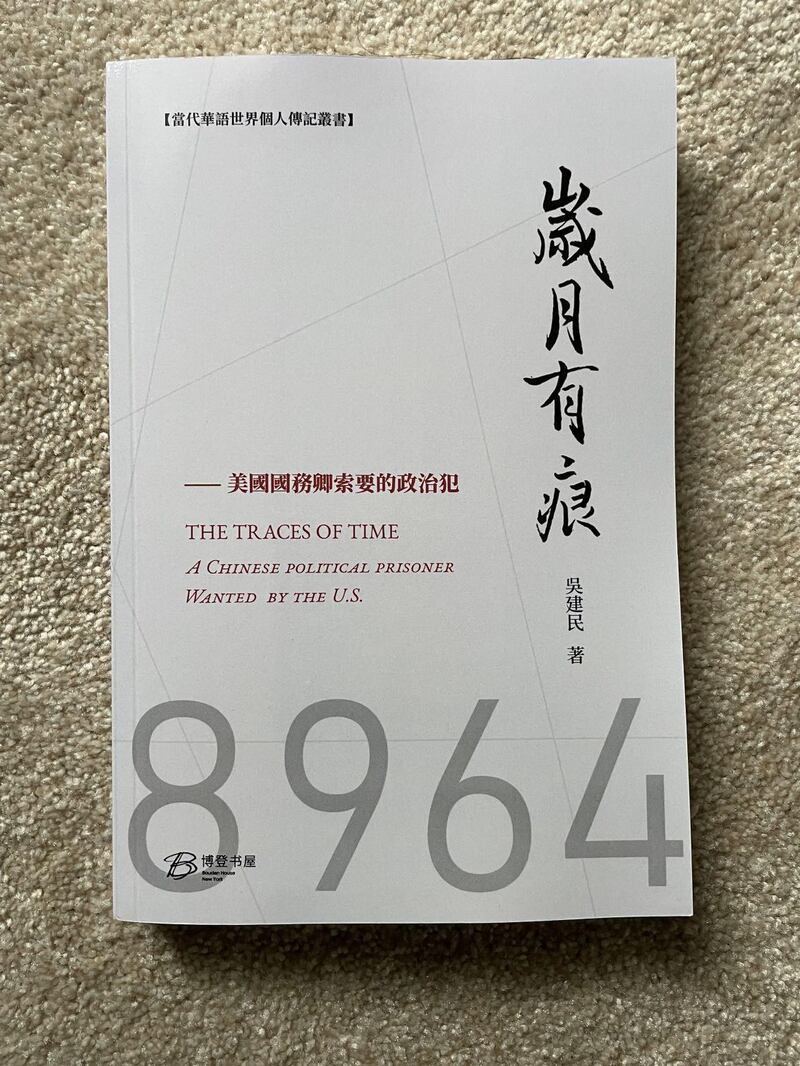 【當代華語世界個人傳記叢書】
歲月有痕
——美國國務卿索要的政治犯
THE TRACES OF TIME
A Chinese political prisoner
Wanted by the U.S.
吳建民 著
8964
博登书屋
Bouden House
New York